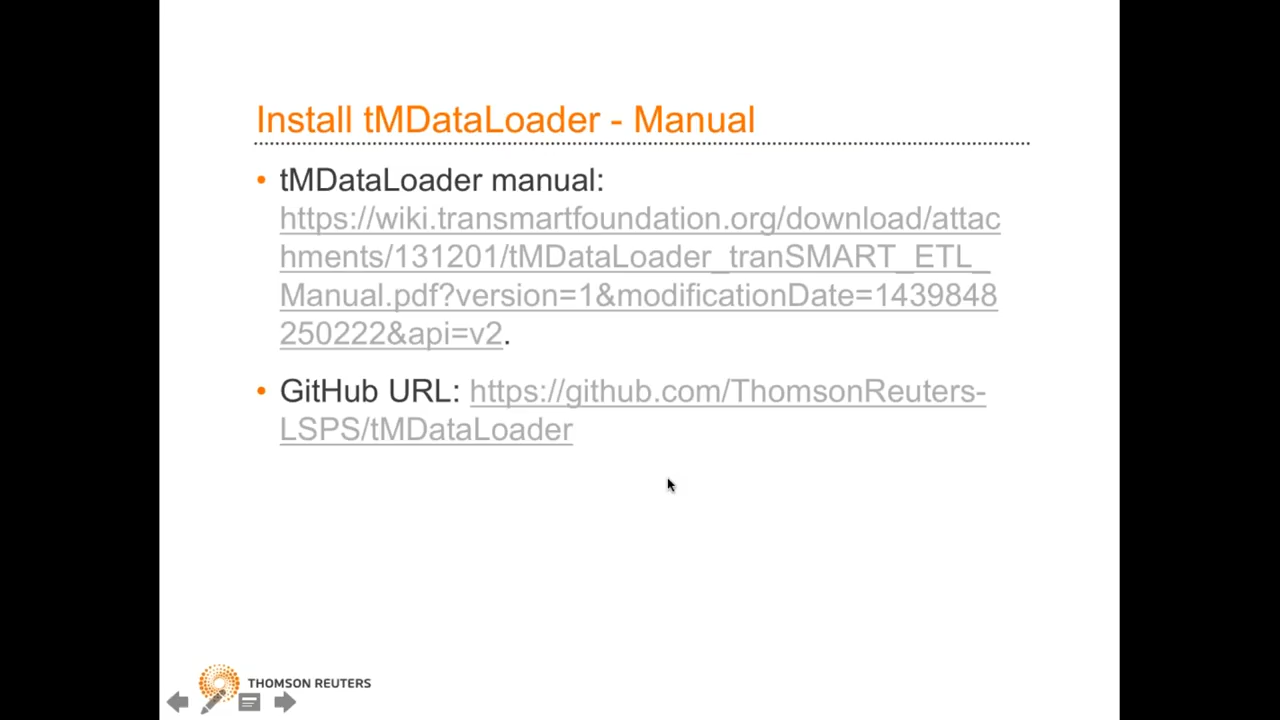 Install tMDataLoader - Manual
• tMDataLoader manual:
https://wiki.transmartfoundation.org/download/attac
hments/131201/tMDataLoader_tranSMART_ETL_
Manual.pdf?version=1&modificationDate=1439848
250222&api=v2.
• GitHub URL: https://github.com/ThomsonReuters-
LSPS/tMDataLoader
THOMSON REUTERS